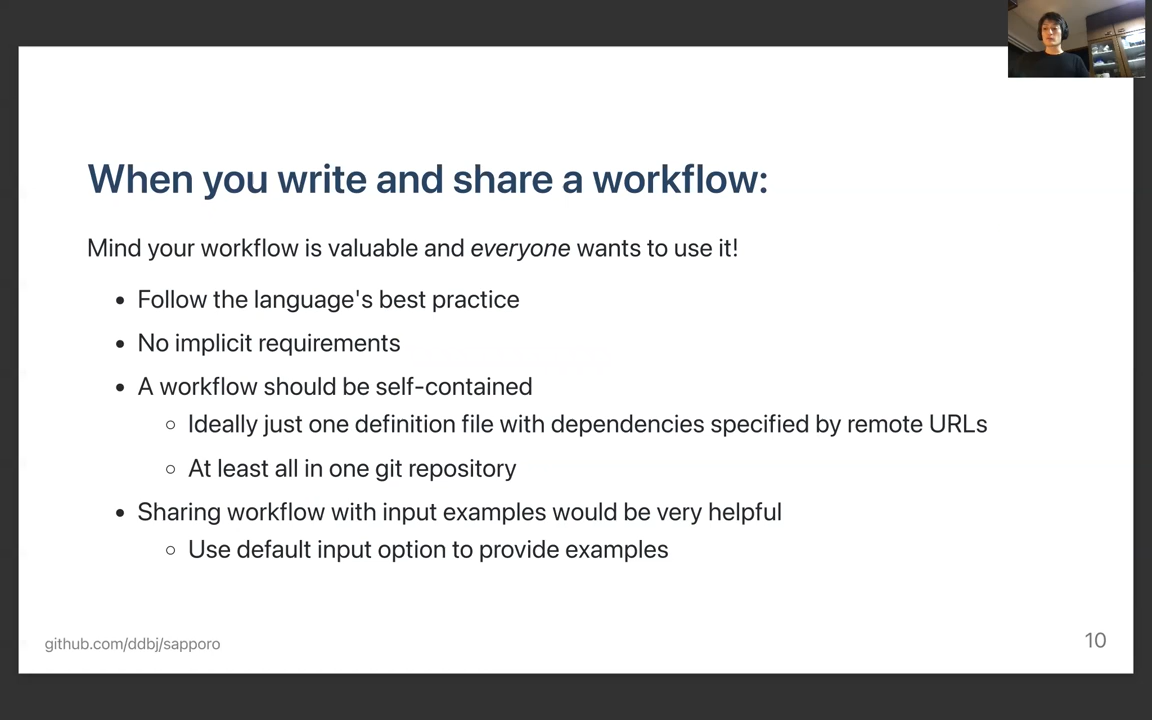 When you write and share a workflow:
Mind your workflow is valuable and everyone wants to use it!
• Follow the language's best practice
• No implicit requirements
• A workflow should be self-contained
○ Ideally just one definition file with dependencies specified by remote URLs
○ At least all in one git repository
• Sharing workflow with input examples would be very helpful
○ Use default input option to provide examples
github.com/ddbj/sapporo
10